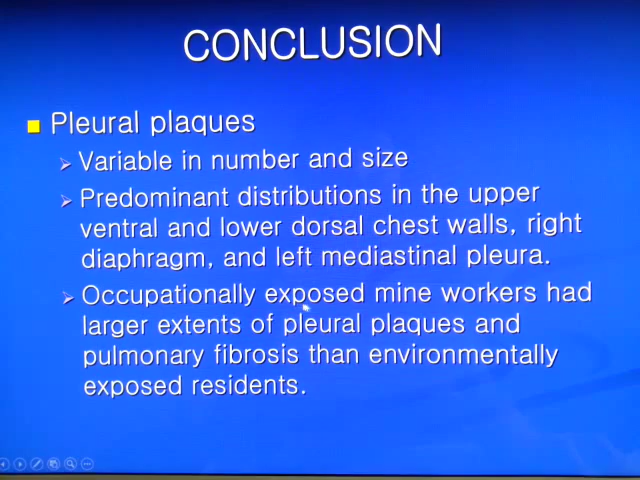 CONCLUSION
Pleural plaques
Variable in number and size
Predominant distributions in the upper
ventral and lower dorsal chest walls, right
diaphragm, and left mediastinal pleura.
Occupationally exposed mine workers had
larger extents of pleural plaques and
pulmonary fibrosis than environmentally
exposed residents.